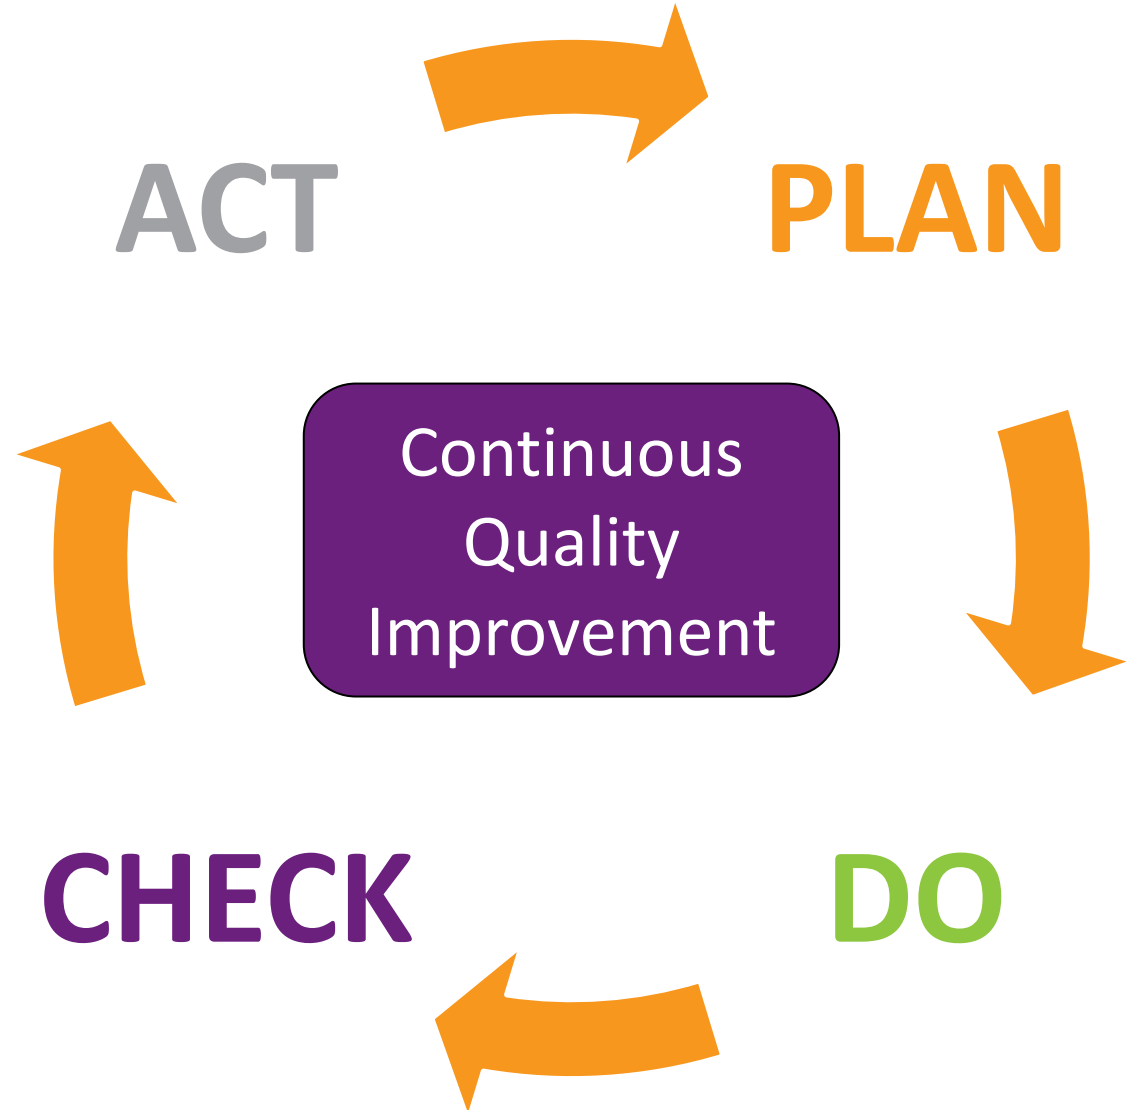 ACT
PLAN
Continuous
Quality
Improvement
CHECK
DO